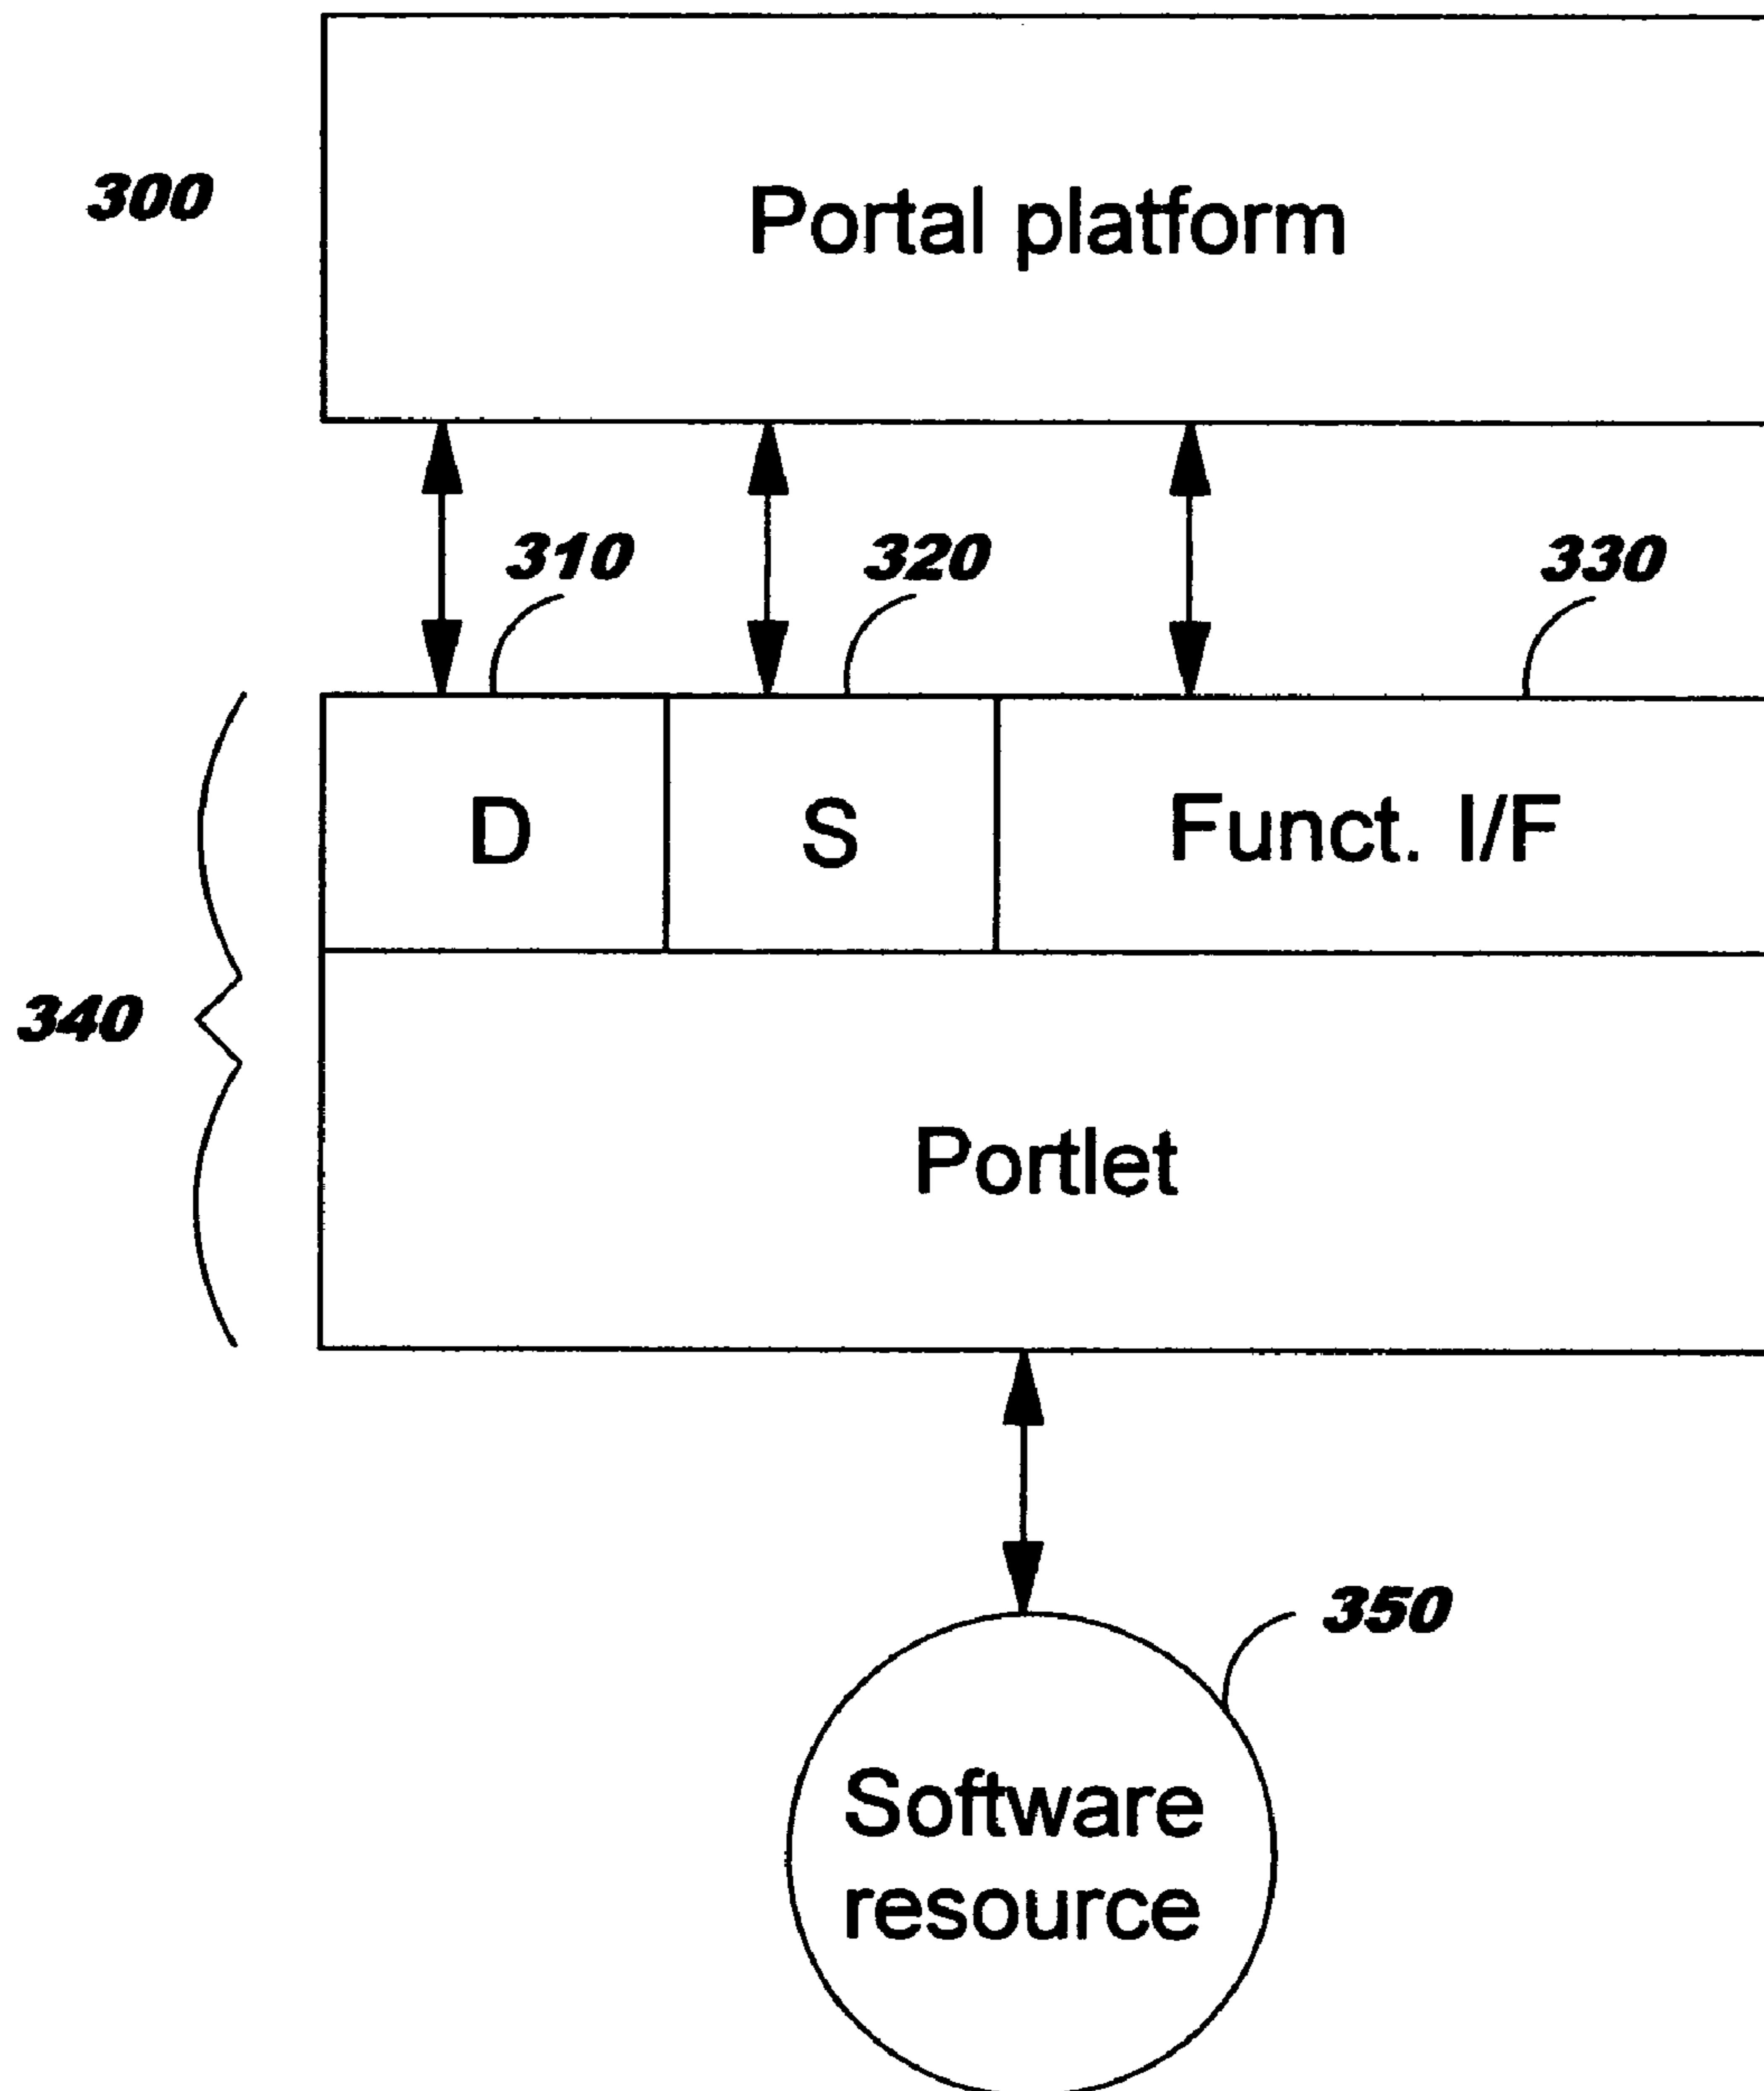 300
Portal platform
310
320
330
D
S
Funct. I/F
340
Portlet
350
Software
resource